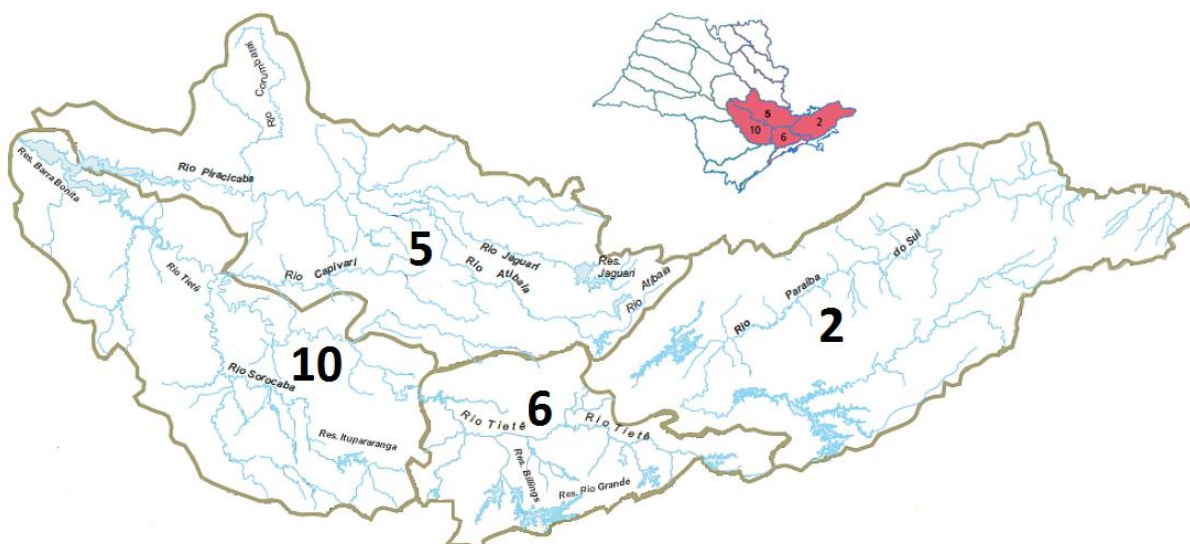 Rio Corumbataí
Res. Barra Bonita
Rio Piracicaba
5
10
6
2
Rio Jaguari
Res.
Jaguari
Rio Atibaia
Rio Atibaia
Rio Capivari
5
Rio Tietê
do Sul
Paraíba
Rio
2
10
Rio Sorocaba
Res. Itupararanga
6
Rio Tietê
Rio Tietê
Res. Billings
Res. Rio Grande